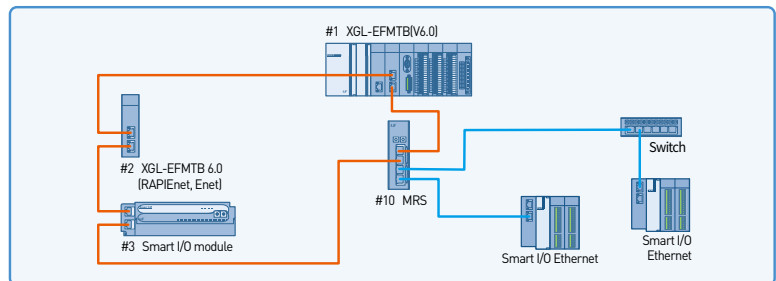 #1 XGL-EFMTB(V6.0)
#2 XGL-EFMTB 6.0
(RAPIEnet, Enet)
#3 Smart I/O module
#10 MRS
Switch
Smart I/O Ethernet
Smart I/O
Ethernet